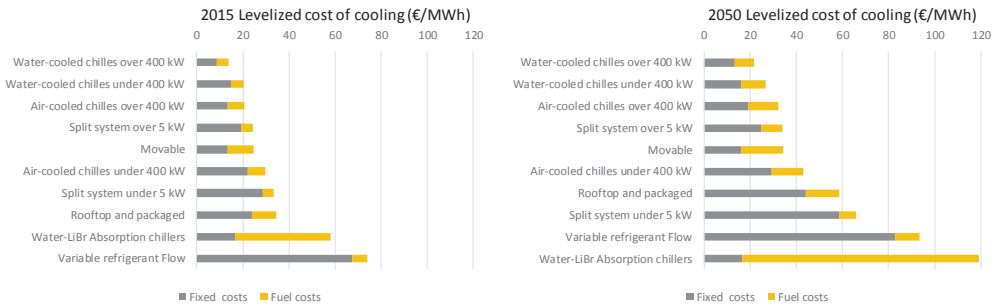 2015 Levelized cost of cooling (€/MWh)
0 20 40 60 80 100 120
Water-cooled chilles over 400 kW
Water-cooled chilles under 400 kW
Air-cooled chilles over 400 kW
Split system over 5 kW
Movable
Air-cooled chilles under 400 kW
Split system under 5 kW
Rooftop and packaged
Water-LiBr Absorption chillers
Variable refrigerant Flow
Fixed costs Fuel costs
2050 Levelized cost of cooling (€/MWh)
0 20 40 60 80 100 120
Water-cooled chilles over 400 kW
Water-cooled chilles under 400 kW
Air-cooled chilles over 400 kW
Split system over 5 kW
Movable
Air-cooled chilles under 400 kW
Rooftop and packaged
Split system under 5 kW
Variable refrigerant Flow
Water-LiBr Absorption chillers
Fixed costs Fuel costs